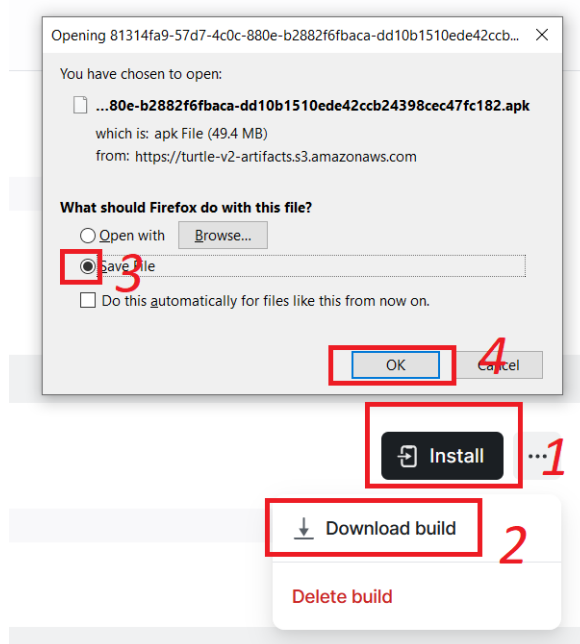 Opening 81314fa9-57d7-4c0c-880e-b2882f6fbaca-dd10b1510ede42ccb...
You have chosen to open:
...80e-b2882f6fbaca-dd10b1510ede42ccb24398cec47fc182.apk
which is: apk File (49.4 MB)
from: https://turtle-v2-artifacts.s3.amazonaws.com
What should Firefox do with this file?
Open with Browse...
Save File
3
Do this automatically for files like this from now on.
OK Cancel
4
Install ...
1
Download build
2
Delete build